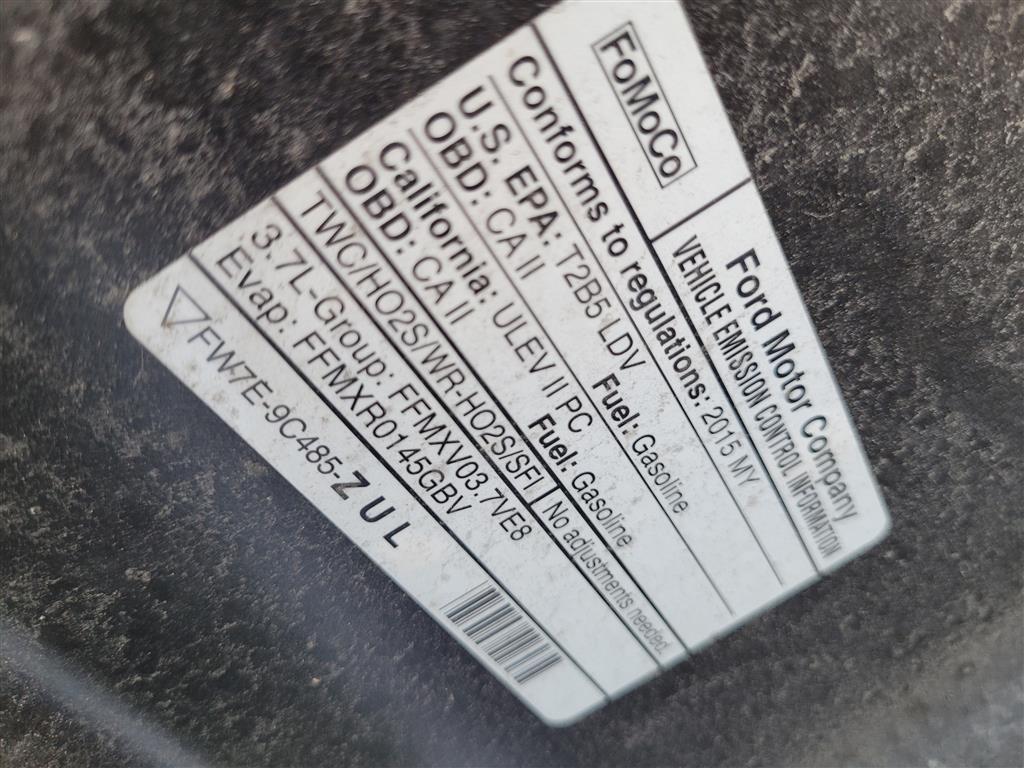 FoMoCo
Ford Motor Company
VEHICLE EMISSION CONTROL INFORMATION
Conforms to regulations: 2015 MY
U.S. EPA: T2B5 LDV Fuel: Gasoline
OBD: CA II
California: ULEV II PC Fuel: Gasoline
OBD: CA II
TWC/HO2S/WR-HO2S/SFI No adjustments needed.
3.7L-Group: FFMXV03.7VE8
Evap: FFMXR0145GBV
FW7E-9C485-ZUL